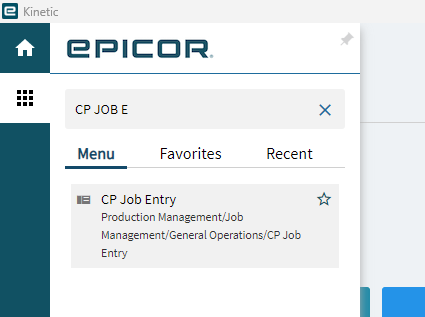 Kinetic
EPICOR
CP JOB E
Menu Favorites Recent
CP Job Entry
Production Management/Job
Management/General Operations/CP Job
Entry